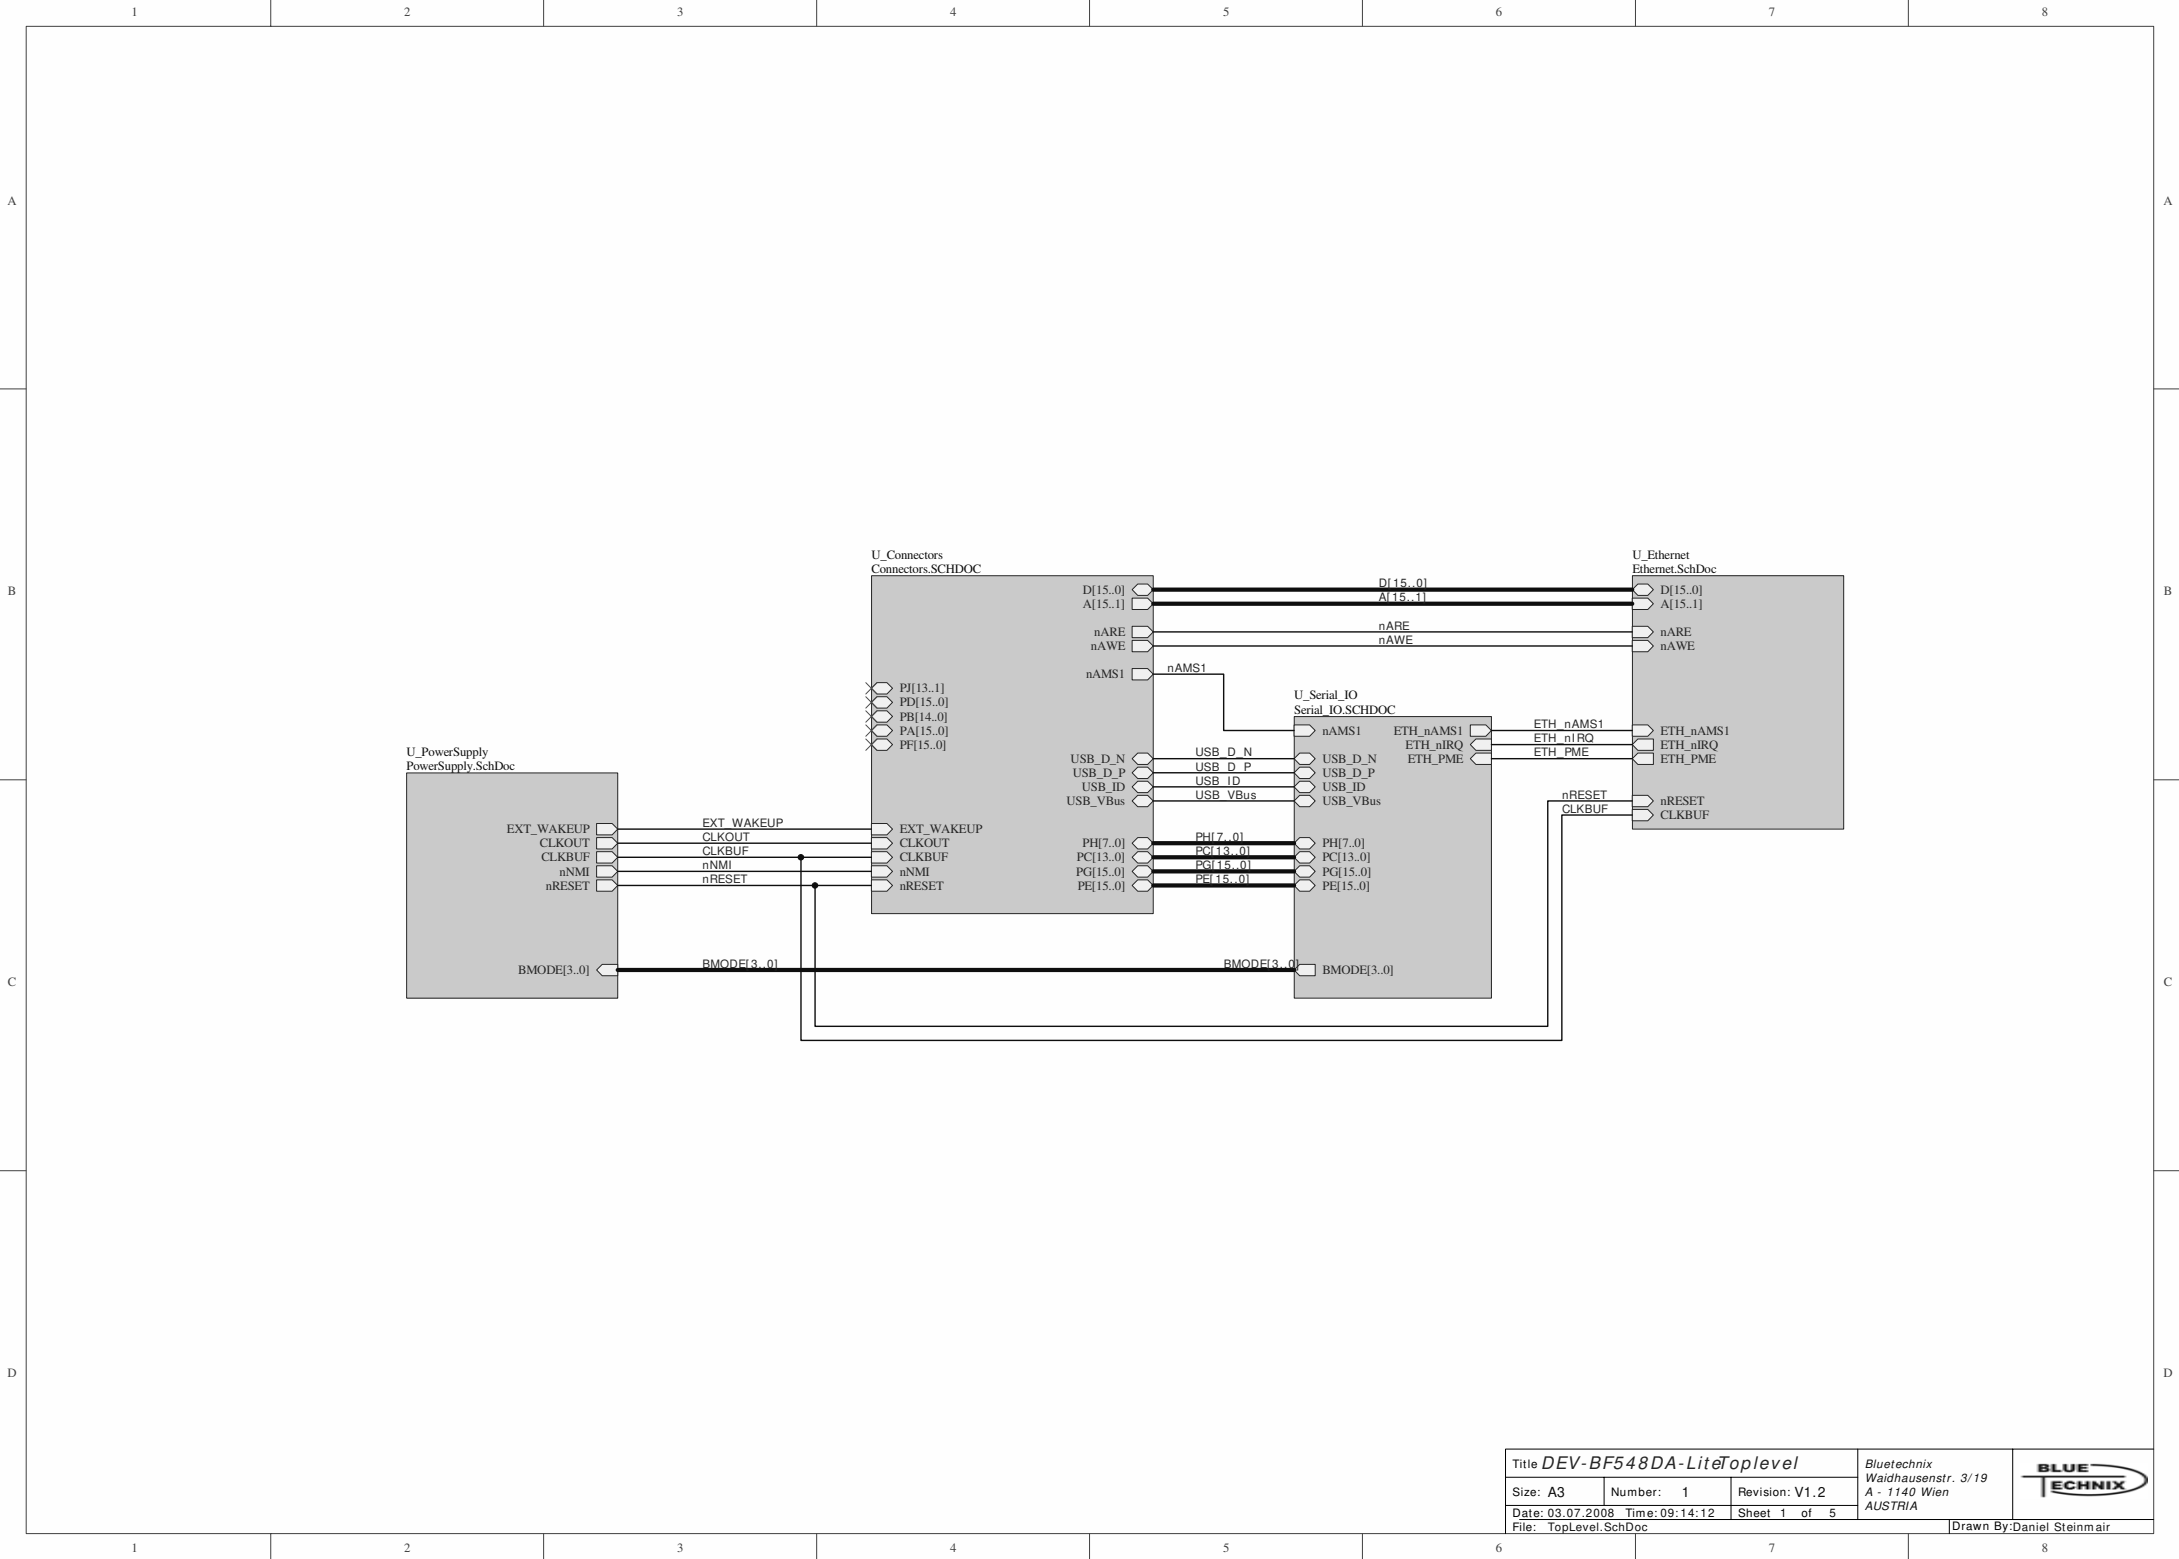 1 2 3 4 5 6 7 8
A A
B B
C C
D D
U_PowerSupply
PowerSupply.SchDoc
EXT_WAKEUP
CLKOUT
CLKBUF
nNMI
nRESET
BMODE[3..0]
EXT_WAKEUP
CLKOUT
CLKBUF
nNMI
nRESET
BMODE[3..0]
U_Connectors
Connectors.SCHDOC
PJ[13..1]
PD[15..0]
PB[14..0]
PA[15..0]
PF[15..0]
EXT_WAKEUP
CLKOUT
CLKBUF
nNMI
nRESET
D[15..0]
A[15..1]
nARE
nAWE
nAMS1
USB_D_N
USB_D_P
USB_ID
USB_VBus
PH[7..0]
PC[13..0]
PG[15..0]
PE[15..0]
D[15..0]
A[15..1]
nARE
nAWE
nAMS1
USB_D_N
USB_D_P
USB_ID
USB_VBus
PH[7..0]
PC[13..0]
PG[15..0]
PE[15..0]
BMODE[3..0]
U_Serial_IO
Serial_IO.SCHDOC
nAMS1
USB_D_N
USB_D_P
USB_ID
USB_VBus
PH[7..0]
PC[13..0]
PG[15..0]
PE[15..0]
BMODE[3..0]
ETH_nAMS1
ETH_nIRQ
ETH_PME
ETH_nAMS1
ETH_nIRQ
ETH_PME
nRESET
CLKBUF
U_Ethernet
Ethernet.SchDoc
D[15..0]
A[15..1]
nARE
nAWE
ETH_nAMS1
ETH_nIRQ
ETH_PME
nRESET
CLKBUF
Title DEV-BF548DA-LiteToplevel
Size: A3 Number: 1 Revision: V1.2
Date: 03.07.2008 Time: 09:14:12 Sheet 1 of 5
File: TopLevel.SchDoc
Bluetechnix
Waidhausenstr. 3/19
A - 1140 Wien
AUSTRIA
BLUE
TECHNIX
Drawn By: Daniel Steinmair
1 2 3 4 5 6 7 8